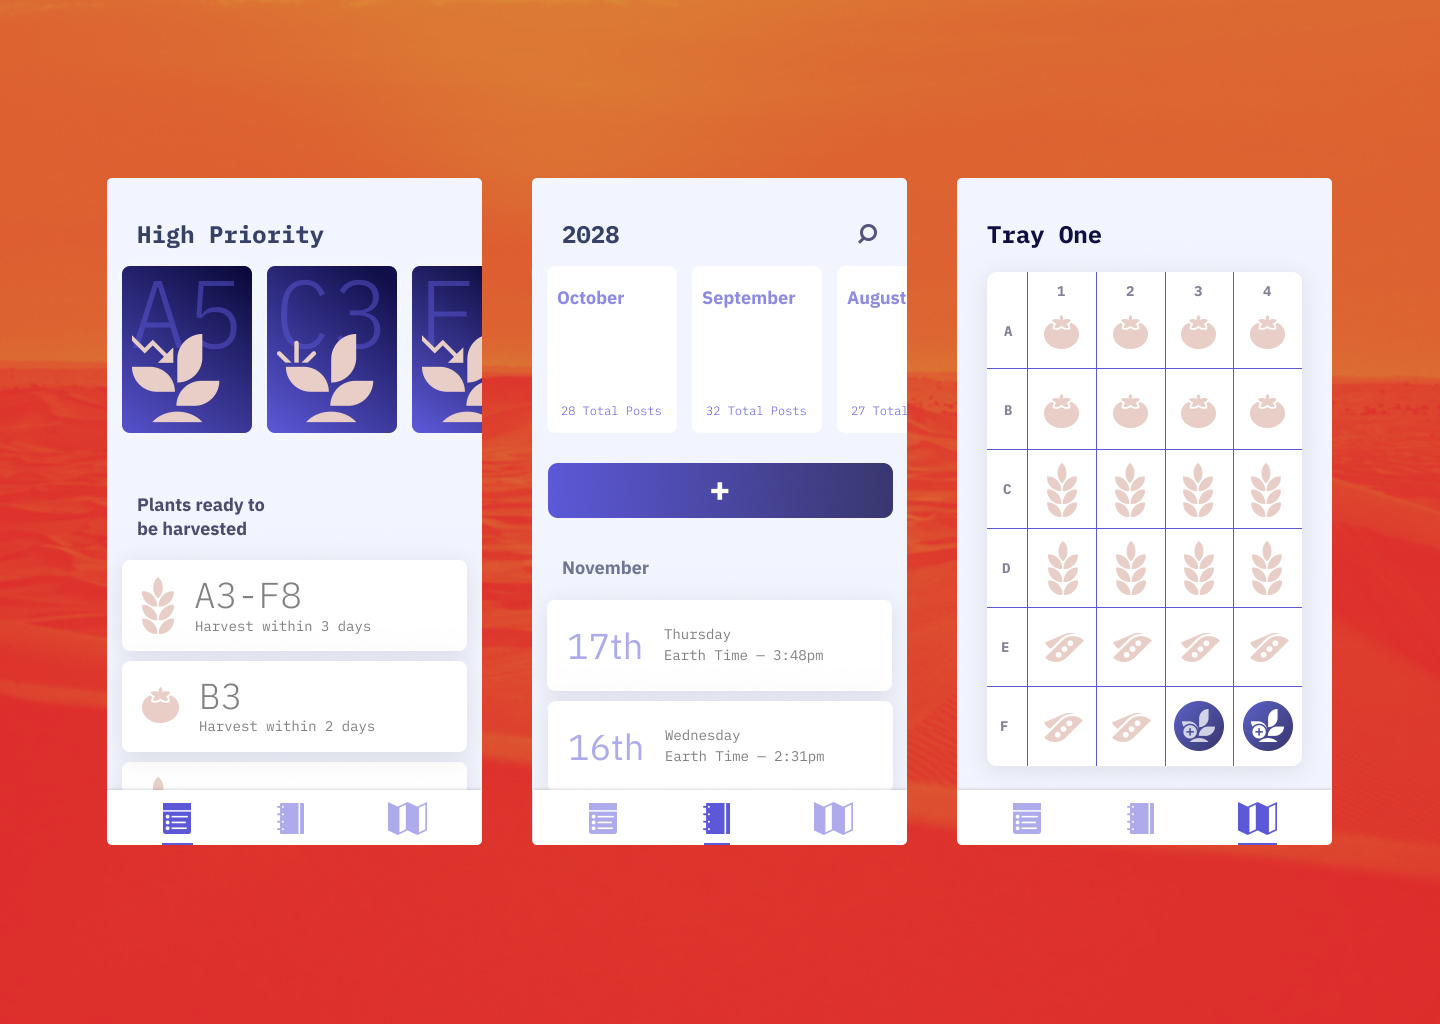 High Priority
A5
C3
F
Plants ready to
be harvested
A3-F8
Harvest within 3 days
B3
Harvest within 2 days
2028
October
September
August
28 Total Posts
32 Total Posts
27 Total
+
November
17th
Thursday
Earth Time – 3:48pm
16th
Wednesday
Earth Time – 2:31pm
Tray One
1 2 3 4
A
B
C
D
E
F